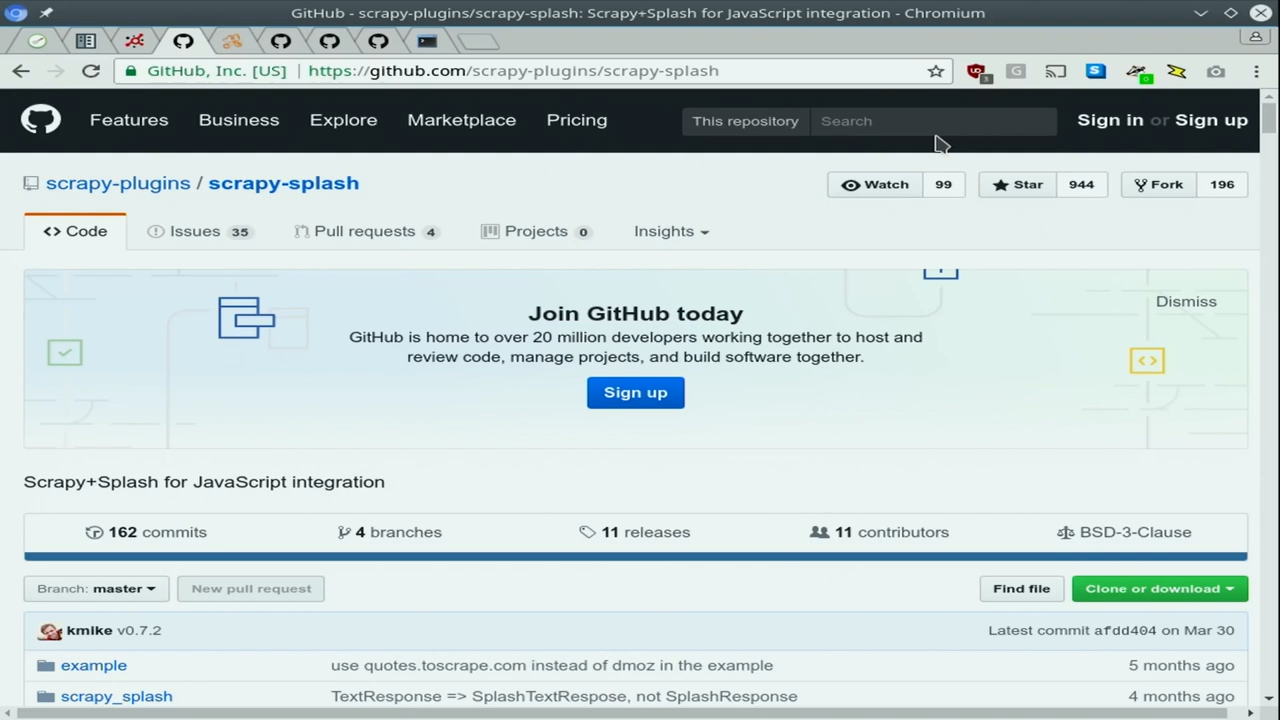 GitHub - scrapy-plugins/scrapy-splash: Scrapy+Splash for JavaScript integration - Chromium
GitHub, Inc. [US] https://github.com/scrapy-plugins/scrapy-splash
Features Business Explore Marketplace Pricing This repository Search Sign in or Sign up
scrapy-plugins / scrapy-splash Watch 99 Star 944 Fork 196
Code Issues 35 Pull requests 4 Projects 0 Insights
Join GitHub today
Dismiss
GitHub is home to over 20 million developers working together to host and
review code, manage projects, and build software together.
Sign up
Scrapy+Splash for JavaScript integration
162 commits 4 branches 11 releases 11 contributors BSD-3-Clause
Branch: master New pull request Find file Clone or download
kmike v0.7.2 Latest commit afdd404 on Mar 30
example use quotes.toscrape.com instead of dmoz in the example 5 months ago
scrapy_splash TextResponse => SplashTextRespose, not SplashResponse 4 months ago